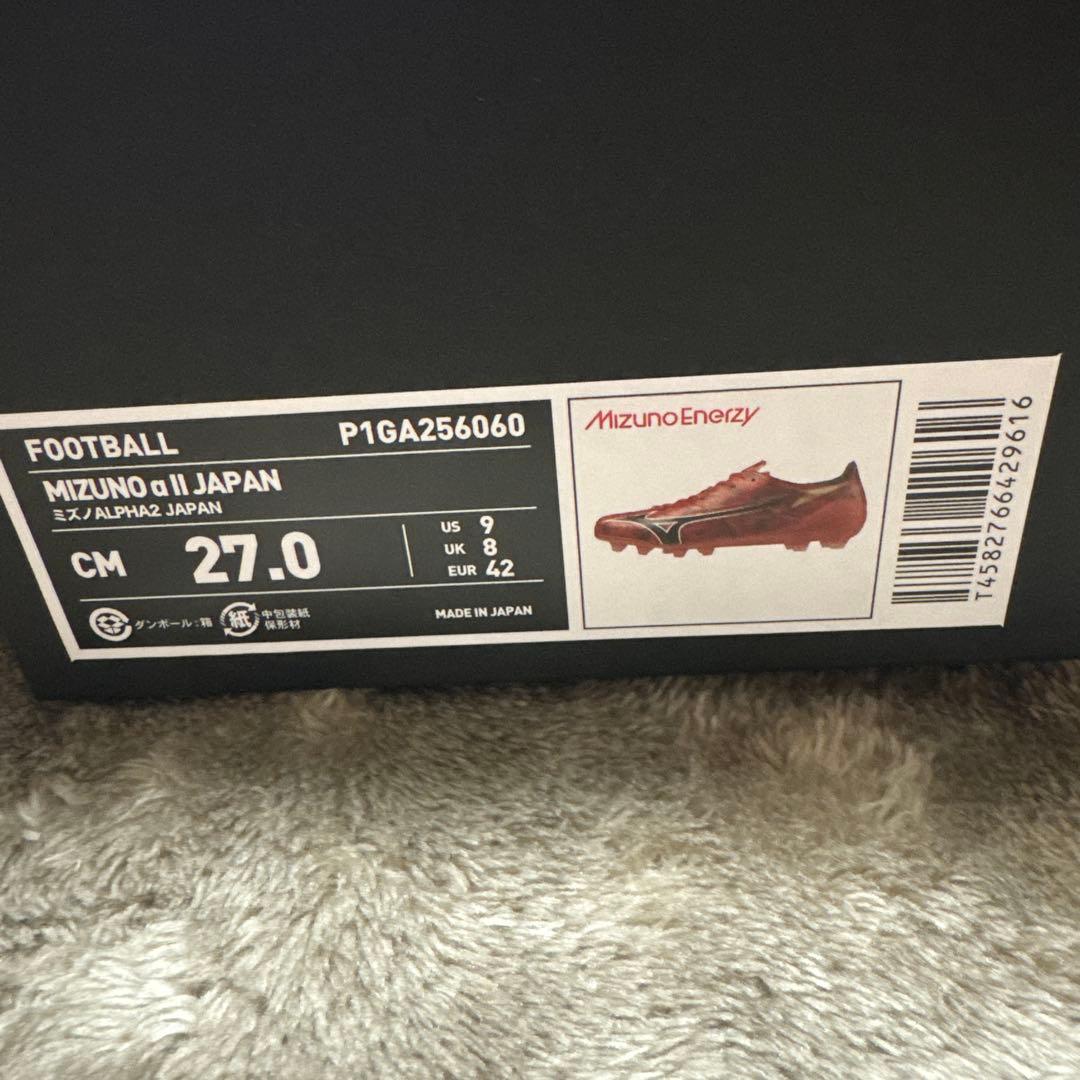 FOOTBALL
P1GA256060
MIZUNO α II JAPAN
ミズノALPHA2 JAPAN
CM 27.0
US 9
UK 8
EUR 42
ダンボール:箱
紙
中包装紙
保形材
MADE IN JAPAN
MizunoEnerzy
T4582766429616